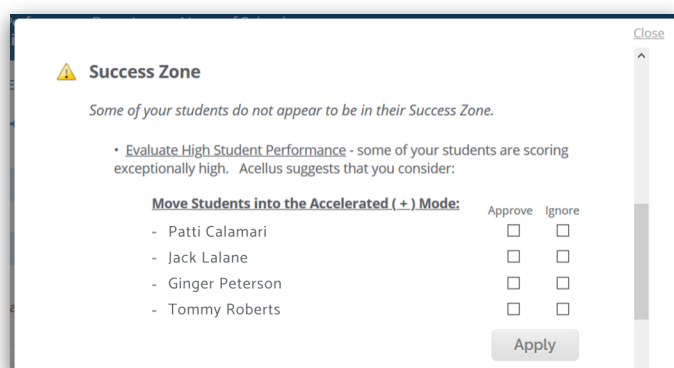 Close
Success Zone
Some of your students do not appear to be in their Success Zone.
• Evaluate High Student Performance - some of your students are scoring
exceptionally high. Acellus suggests that you consider:
Move Students into the Accelerated ( + ) Mode:
Approve Ignore
- Patti Calamari
- Jack Lalane
- Ginger Peterson
- Tommy Roberts
Apply